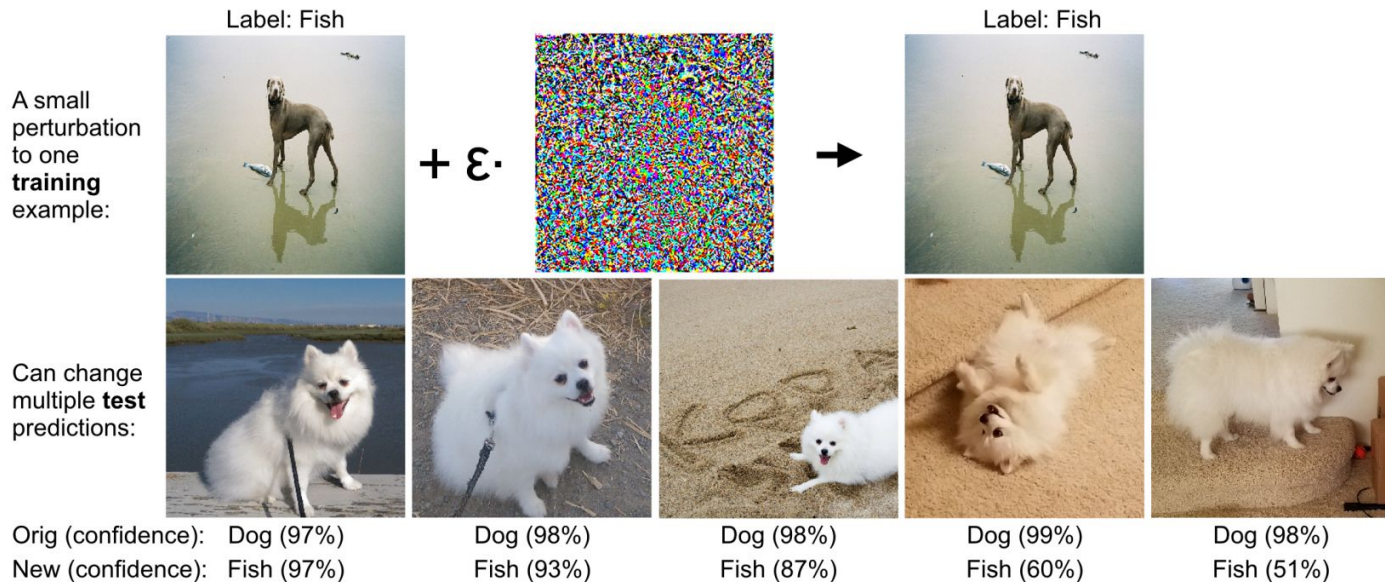 Label: Fish
Label: Fish
A small
perturbation
to one
training
example:
+ ε·
Can change
multiple test
predictions:
Orig (confidence): Dog (97%) Dog (98%) Dog (98%) Dog (99%) Dog (98%)
New (confidence): Fish (97%) Fish (93%) Fish (87%) Fish (60%) Fish (51%)